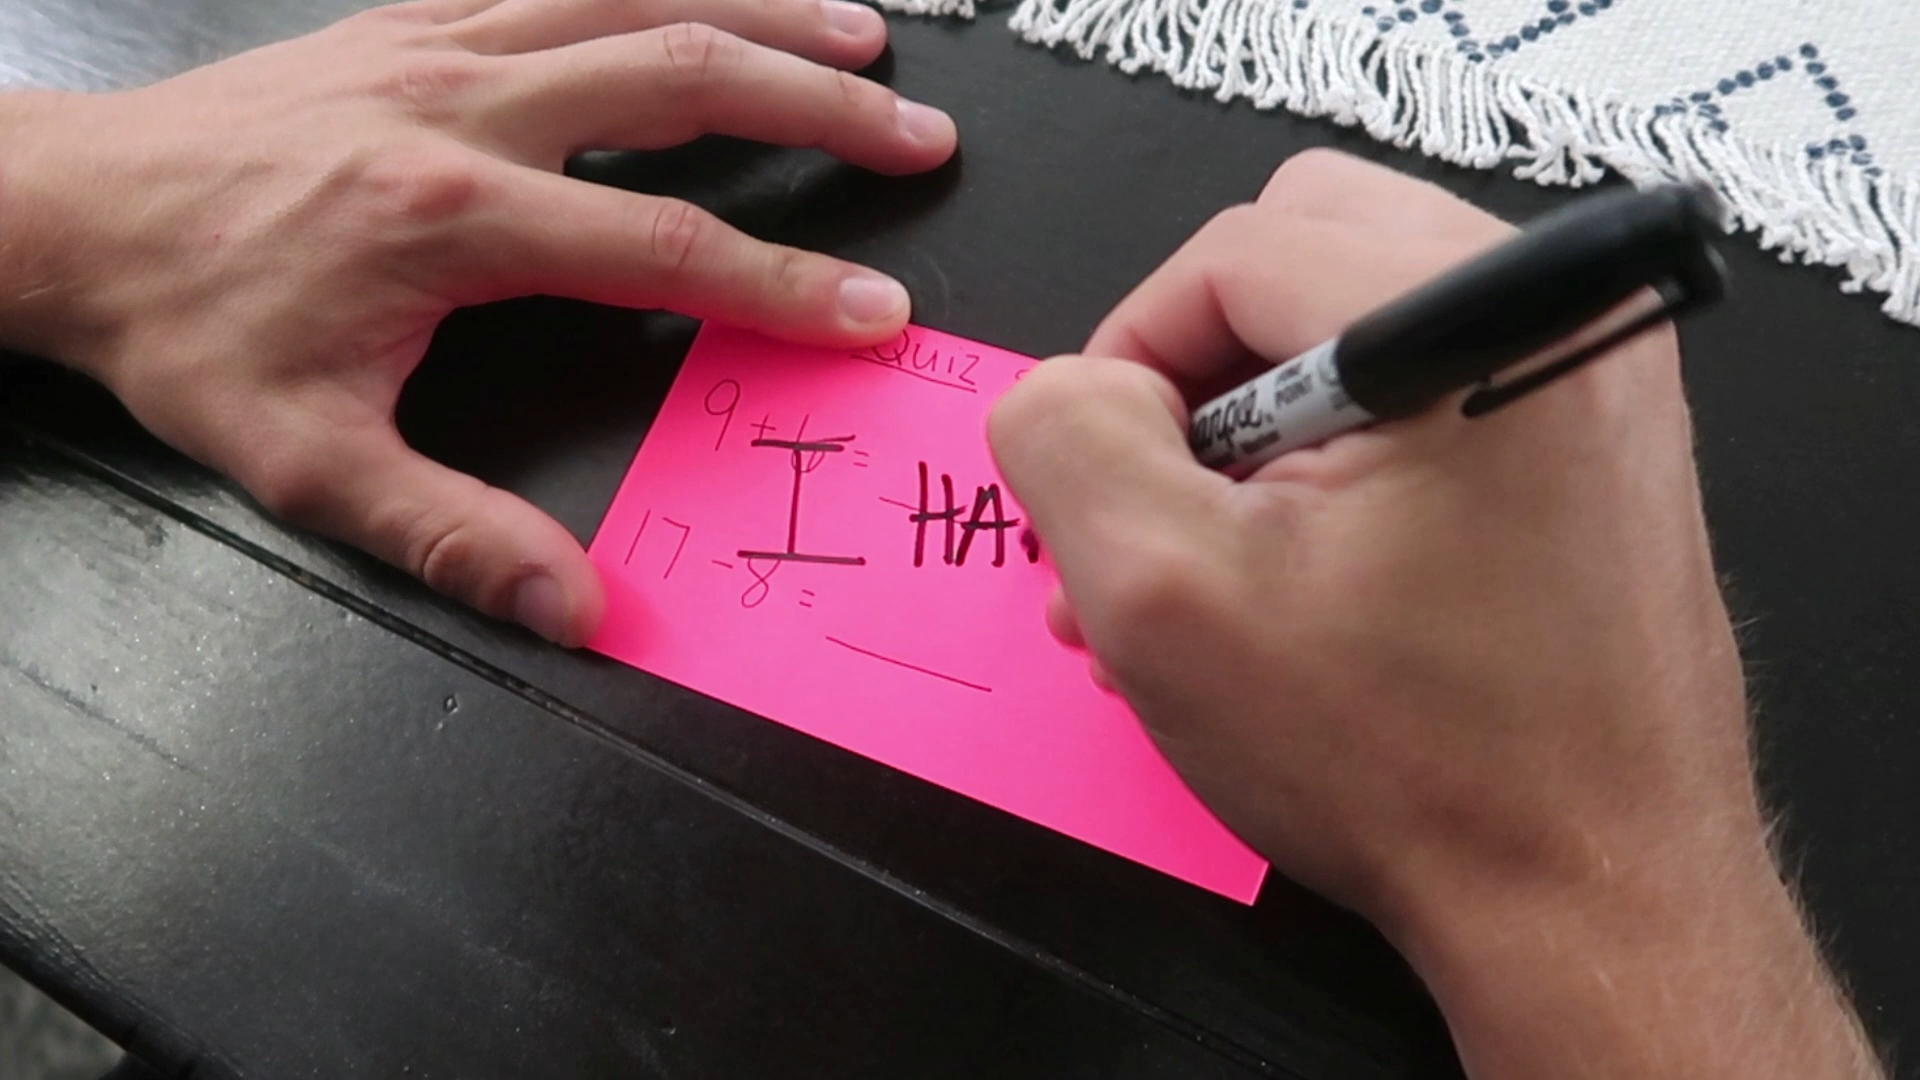 Quiz
9 + 6 =
I HA
17 - 8 =